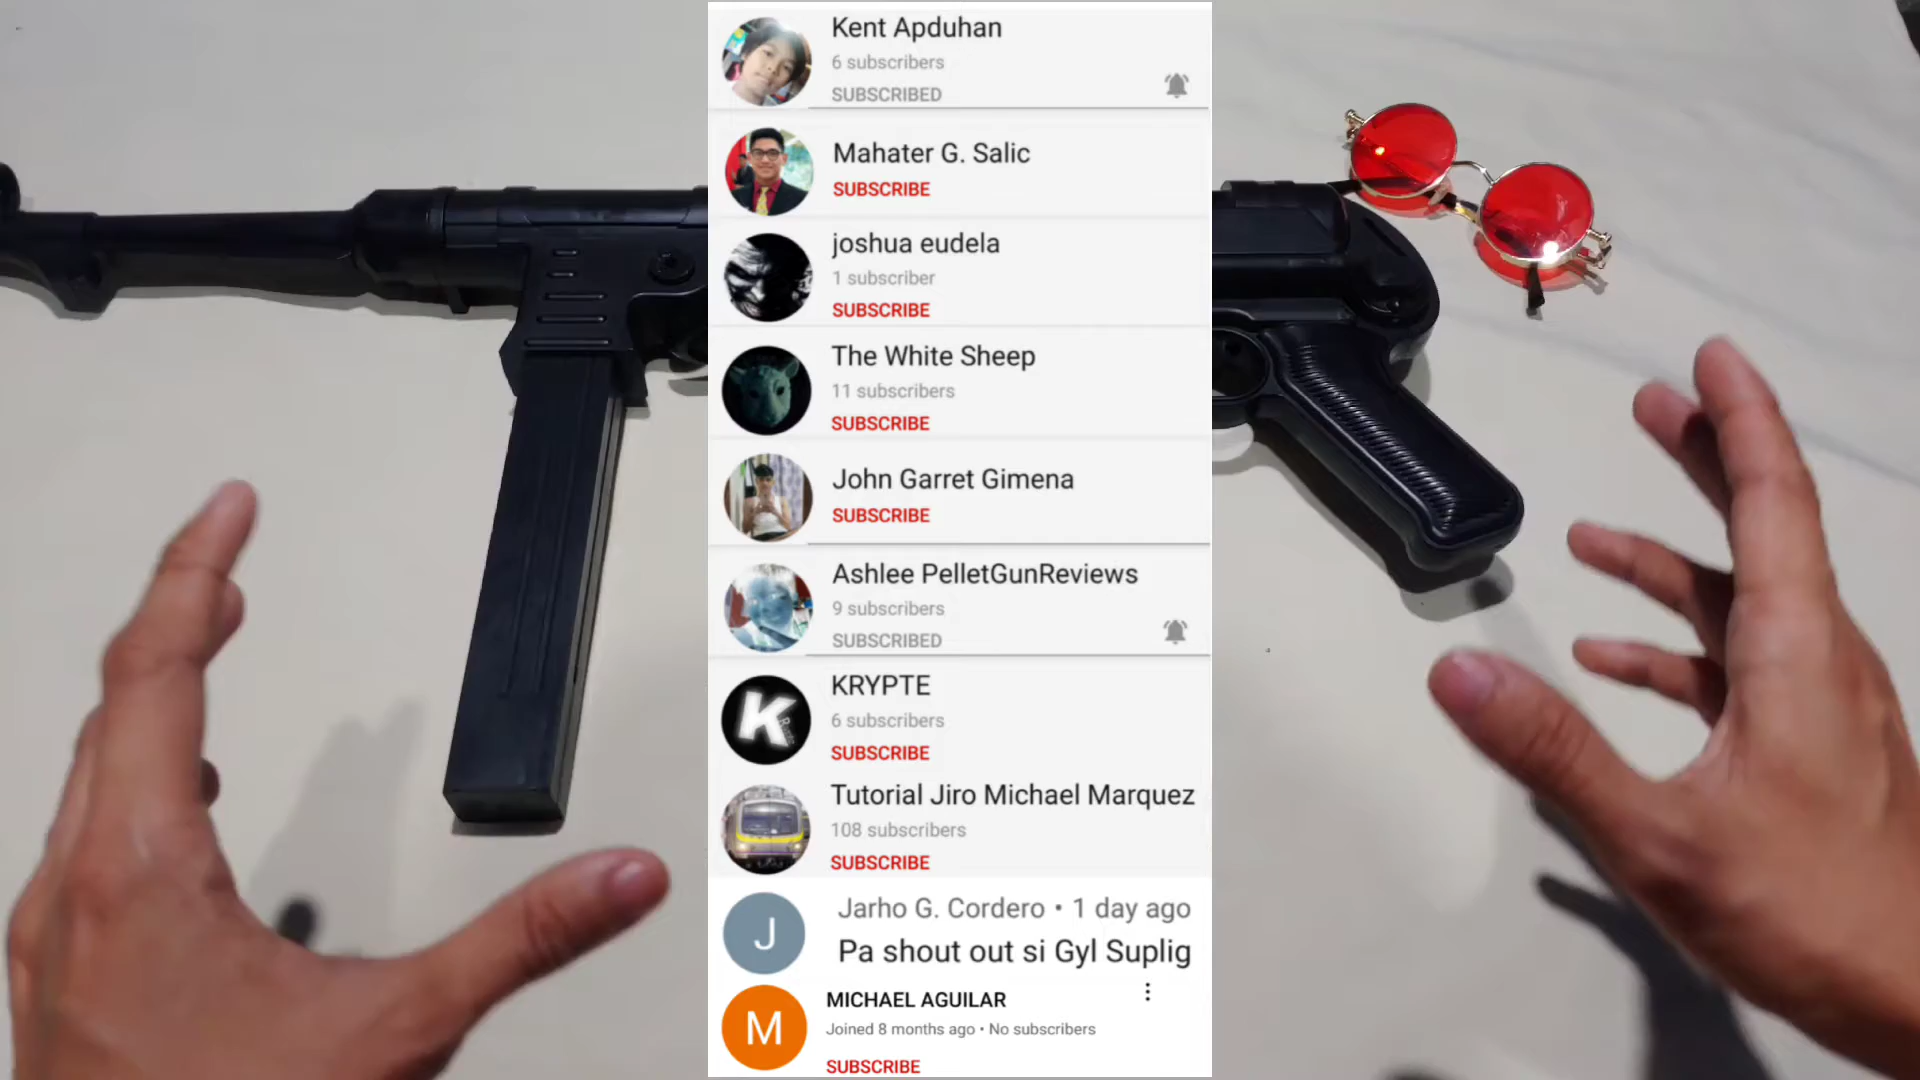 Kent Apduhan
6 subscribers
SUBSCRIBED
Mahater G. Salic
SUBSCRIBE
joshua eudela
1 subscriber
SUBSCRIBE
The White Sheep
11 subscribers
SUBSCRIBE
John Garret Gimena
SUBSCRIBE
Ashlee PelletGunReviews
9 subscribers
SUBSCRIBED
K
KRYPTE
6 subscribers
SUBSCRIBE
Tutorial Jiro Michael Marquez
108 subscribers
SUBSCRIBE
J
Jarho G. Cordero • 1 day ago
Pa shout out si Gyl Suplig
M
MICHAEL AGUILAR
Joined 8 months ago • No subscribers
SUBSCRIBE